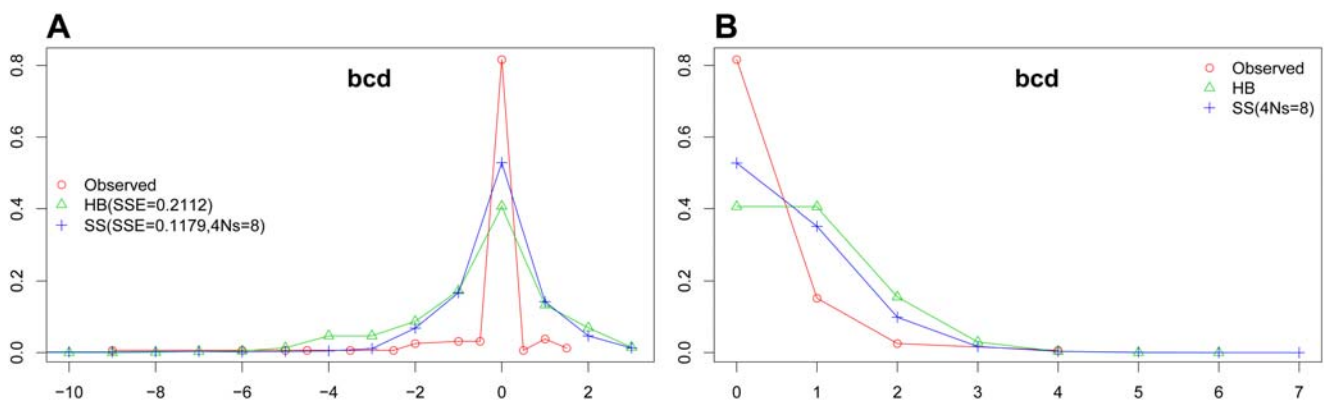 A
bcd
0.8
0.6
0.4
0.2
0.0
Observed
HB(SSE=0.2112)
SS(SSE=0.1179,4Ns=8)
−10 −8 −6 −4 −2 0 2
B
bcd
0.8
0.6
0.4
0.2
0.0
Observed
HB
SS(4Ns=8)
0 1 2 3 4 5 6 7